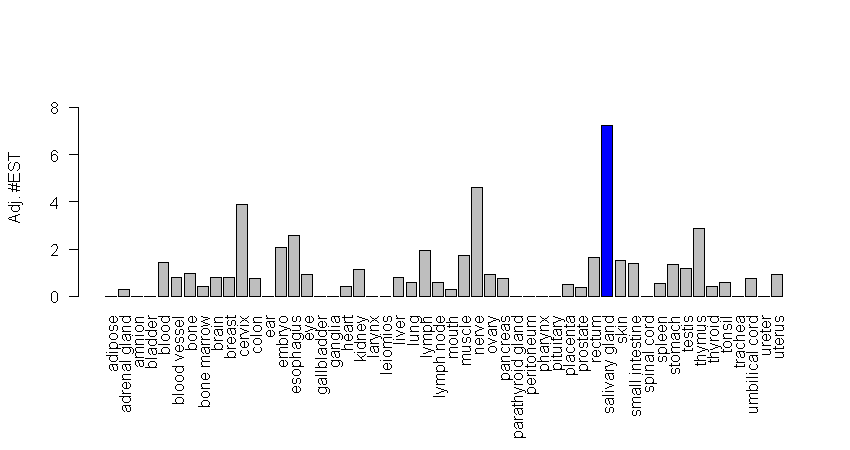 8
6
4
2
0
Adj. #EST
adipose
adrenal gland
amnion
bladder
blood
blood vessel
bone
bone marrow
brain
breast
cervix
colon
ear
embryo
esophagus
eye
gallbladder
ganglia
heart
kidney
larynx
leiomios
liver
lung
lymph
lymph node
mouth
muscle
nerve
ovary
pancreas
parathyroid gland
peritoneum
pharynx
pituitary
placenta
prostate
rectum
salivary gland
skin
small intestine
spinal cord
spleen
stomach
testis
thymus
thyroid
tonsil
trachea
umbilical cord
ureter
uterus